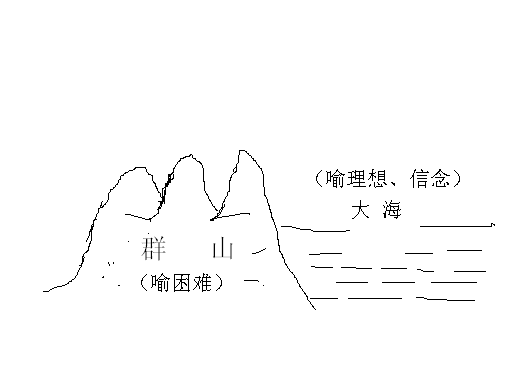 （喻理想、信念）
大 海
群 山
（喻困难）